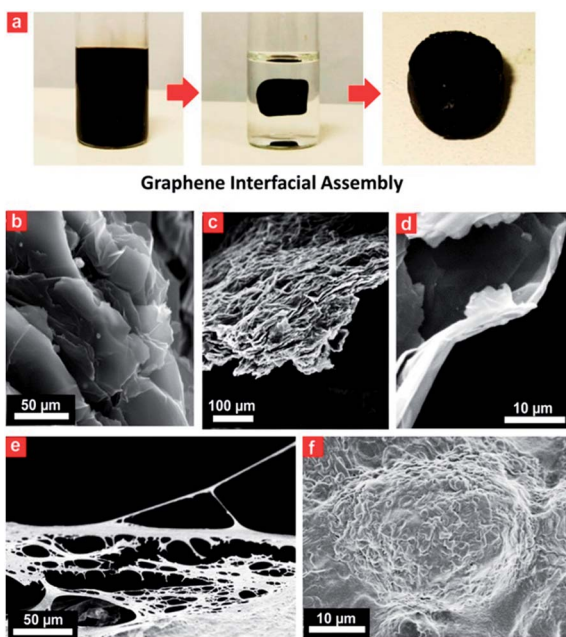 a
Graphene Interfacial Assembly
b
c
d
50 µm
100 µm
10 µm
e
f
50 µm
10 µm